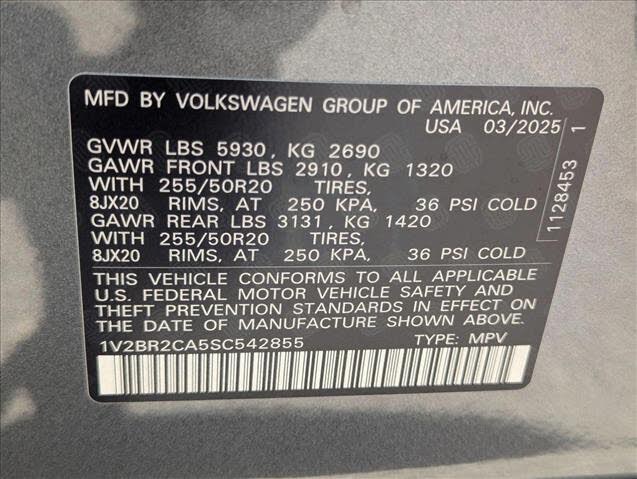 MFD BY VOLKSWAGEN GROUP OF AMERICA, INC.
USA 03/2025
GVWR LBS 5930, KG 2690
GAWR FRONT LBS 2910, KG 1320
WITH 255/50R20 TIRES,
8JX20 RIMS, AT 250 KPA, 36 PSI COLD
GAWR REAR LBS 3131, KG 1420
WITH 255/50R20 TIRES,
8JX20 RIMS, AT 250 KPA, 36 PSI COLD
THIS VEHICLE CONFORMS TO ALL APPLICABLE
U.S. FEDERAL MOTOR VEHICLE SAFETY AND
THEFT PREVENTION STANDARDS IN EFFECT ON
THE DATE OF MANUFACTURE SHOWN ABOVE.
1V2BR2CA5SC542855 TYPE: MPV
1128453 1